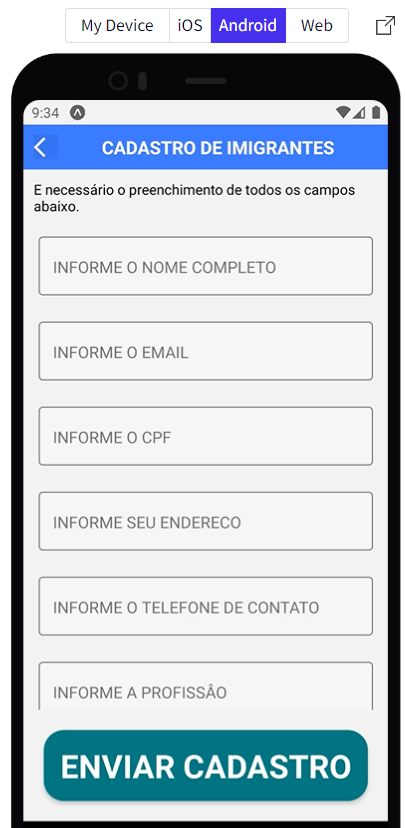 My Device iOS Android Web
9:34
CADASTRO DE IMIGRANTES
E necessário o preenchimento de todos os campos
abaixo.
INFORME O NOME COMPLETO
INFORME O EMAIL
INFORME O CPF
INFORME SEU ENDERECO
INFORME O TELEFONE DE CONTATO
INFORME A PROFISSÂO
ENVIAR CADASTRO